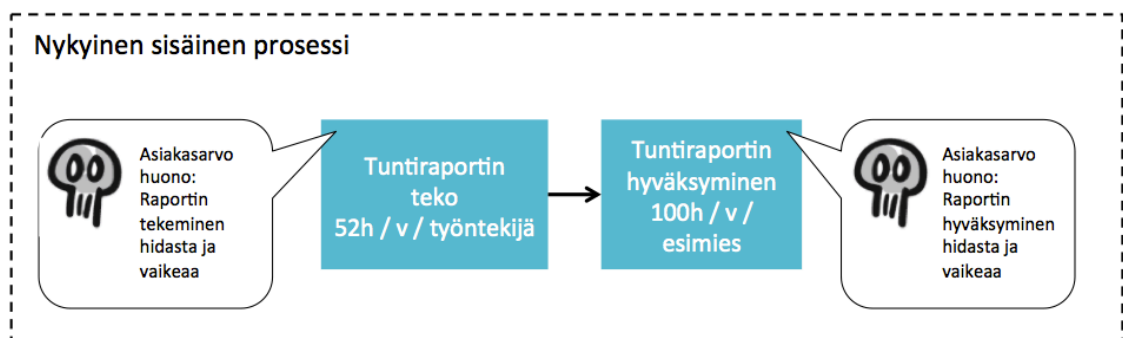 Nykyinen sisäinen prosessi
Asiakasarvo
huono:
Raportin
tekeminen
hidasta ja
vaikeaa
Tuntiraportin
teko
52h / v / työntekijä
Tuntiraportin
hyväksyminen
100h / v /
esimies
Asiakasarvo
huono:
Raportin
hyväksyminen
hidasta ja
vaikeaa